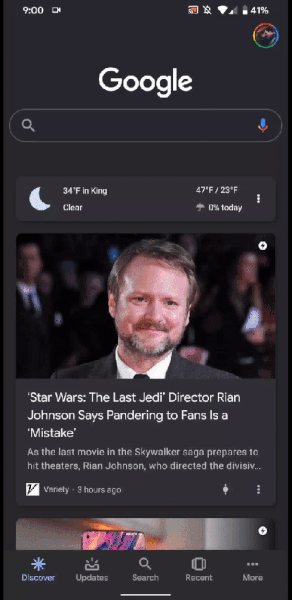 9:00
41%
Google
34°F in King
47°F / 23°F
Clear
0% today
'Star Wars: The Last Jedi' Director Rian
Johnson Says Pandering to Fans Is a
'Mistake'
As the last movie in the Skywalker saga prepares to
hit theaters, Rian Johnson, who directed the divisiv...
Variety · 3 hours ago
Discover
Updates
Search
Recent
More